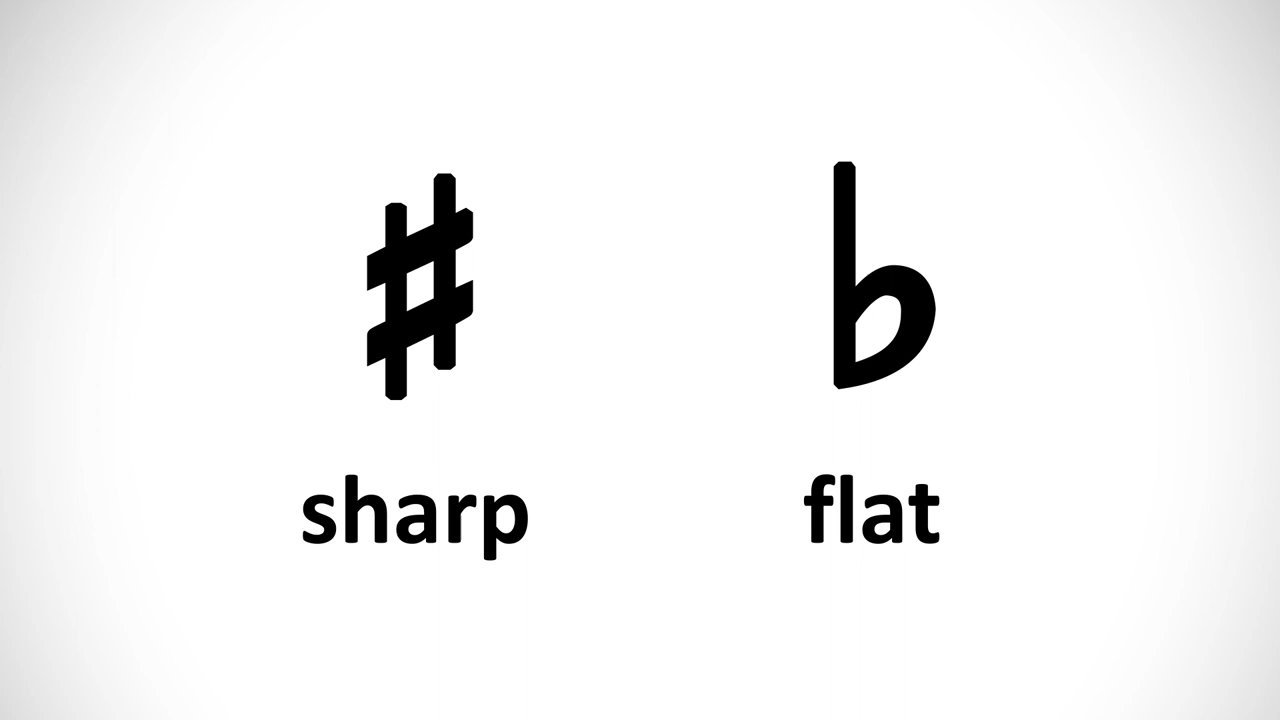 ♯ ♭
sharp flat